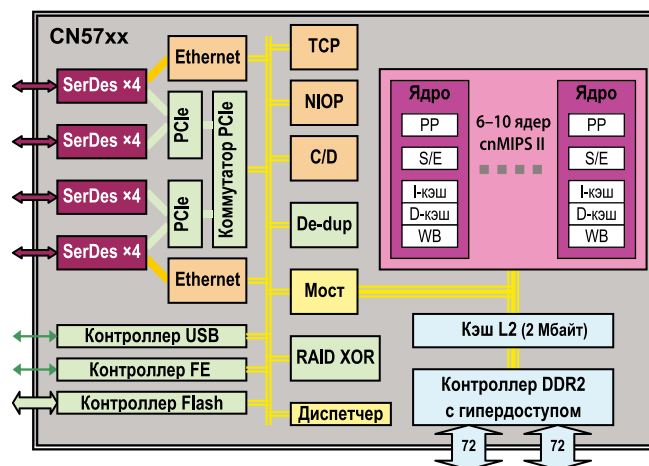 CN57xx
SerDes ×4
SerDes ×4
SerDes ×4
SerDes ×4
Ethernet
PCIe
PCIe
Коммутатор PCIe
Ethernet
Контроллер USB
Контроллер FE
Контроллер Flash
TCP
NIOP
C/D
De-dup
Мост
RAID XOR
Диспетчер
Ядро
PP
S/E
I-кэш
D-кэш
WB
6–10 ядер
cnMIPS II
Ядро
PP
S/E
I-кэш
D-кэш
WB
Кэш L2 (2 Мбайт)
Контроллер DDR2
с гипердоступом
72
72